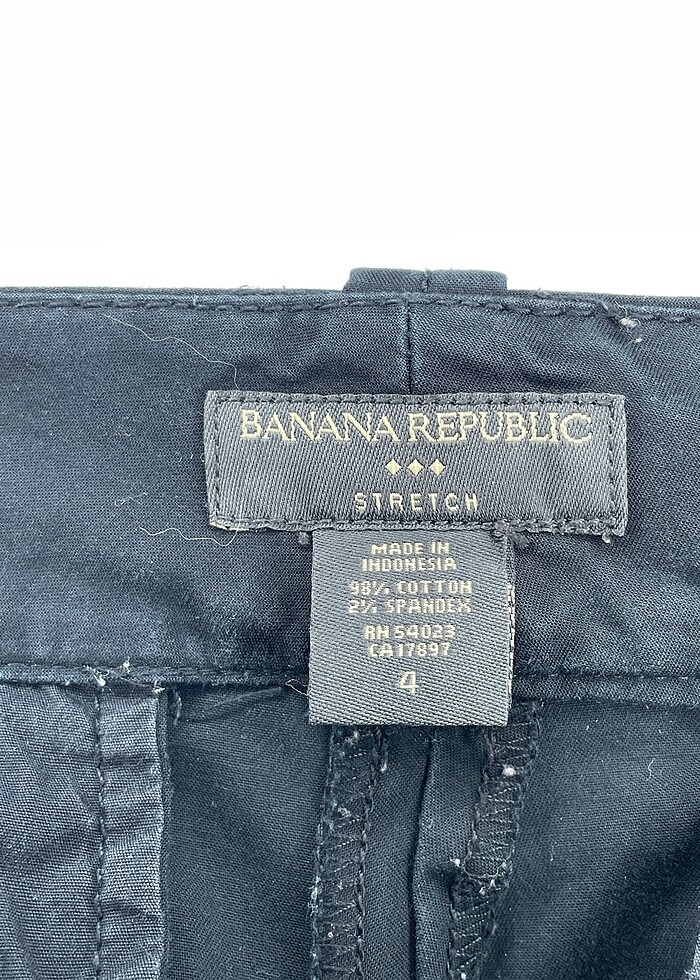 BANANA REPUBLIC
STRETCH
MADE IN
INDONESIA
98% COTTON
2% SPANDEX
RN 54023
CA17897
4